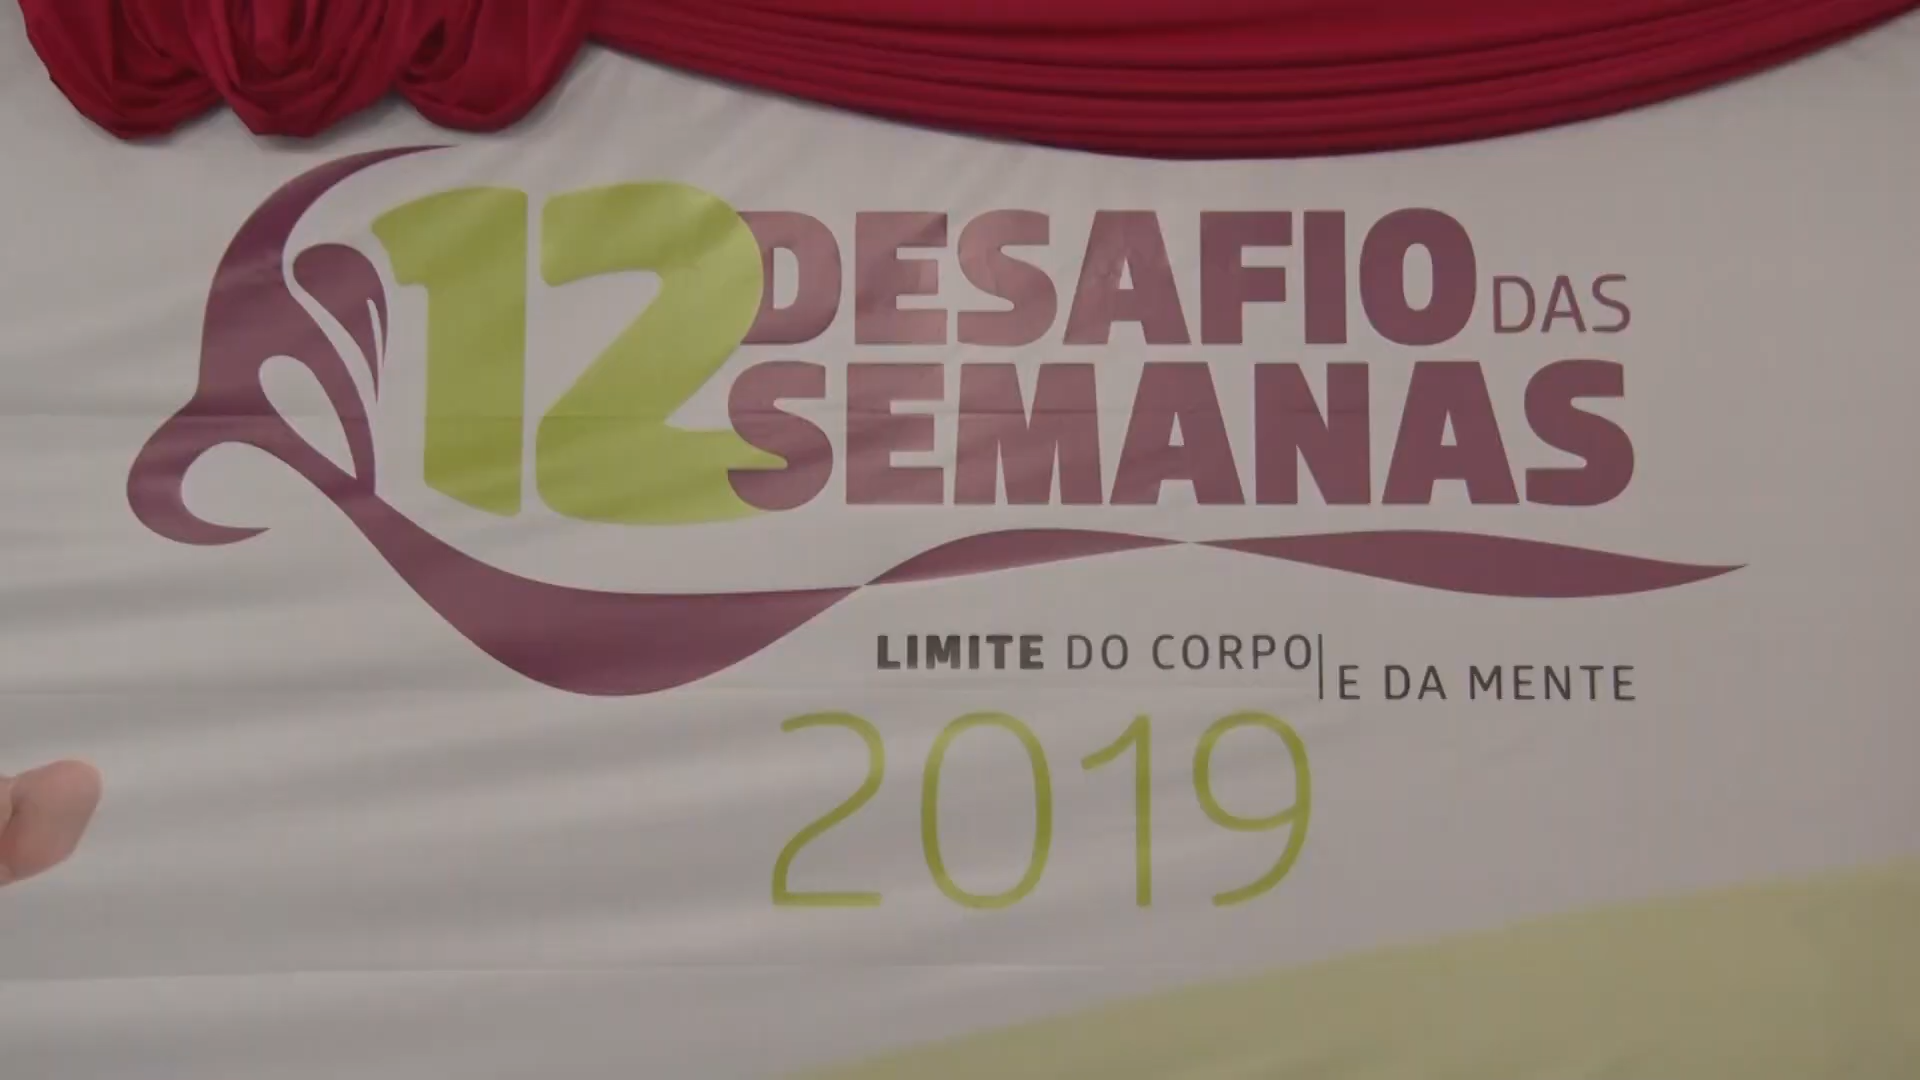 12 DESAFIO DAS
SEMANAS
LIMITE DO CORPO
E DA MENTE
2019